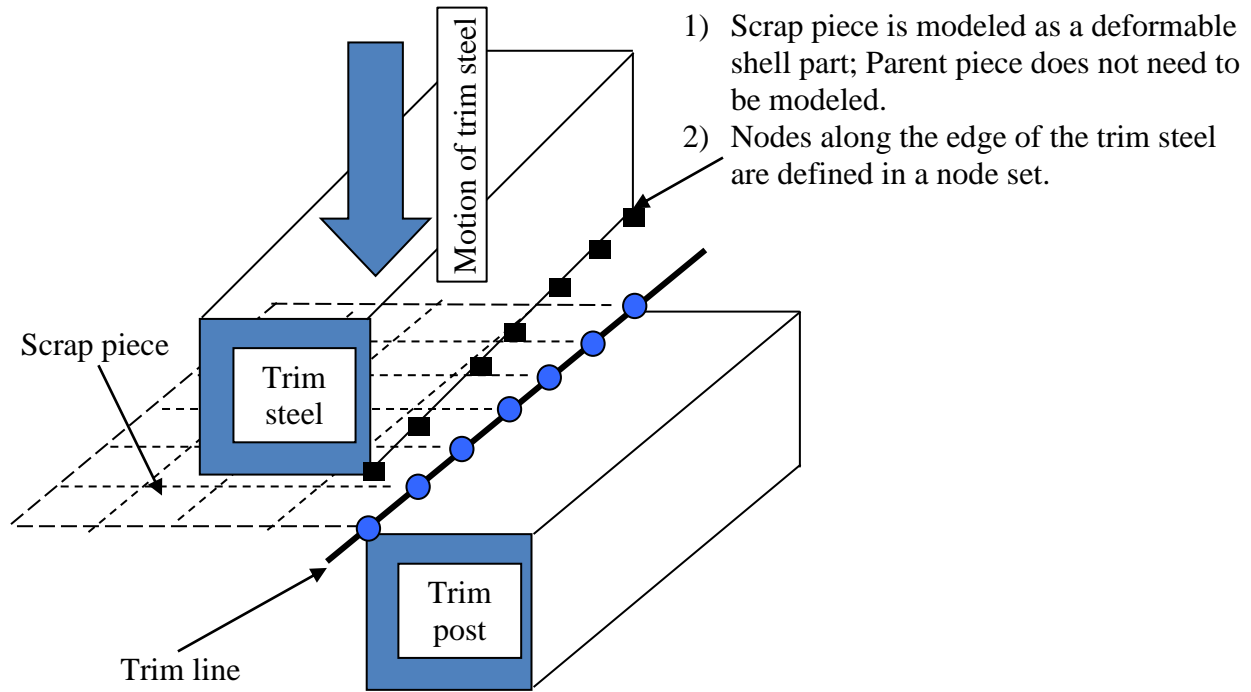 1) Scrap piece is modeled as a deformable
shell part; Parent piece does not need to
be modeled.
2) Nodes along the edge of the trim steel
are defined in a node set.
Motion of trim steel
Scrap piece
Trim
steel
Trim
post
Trim line